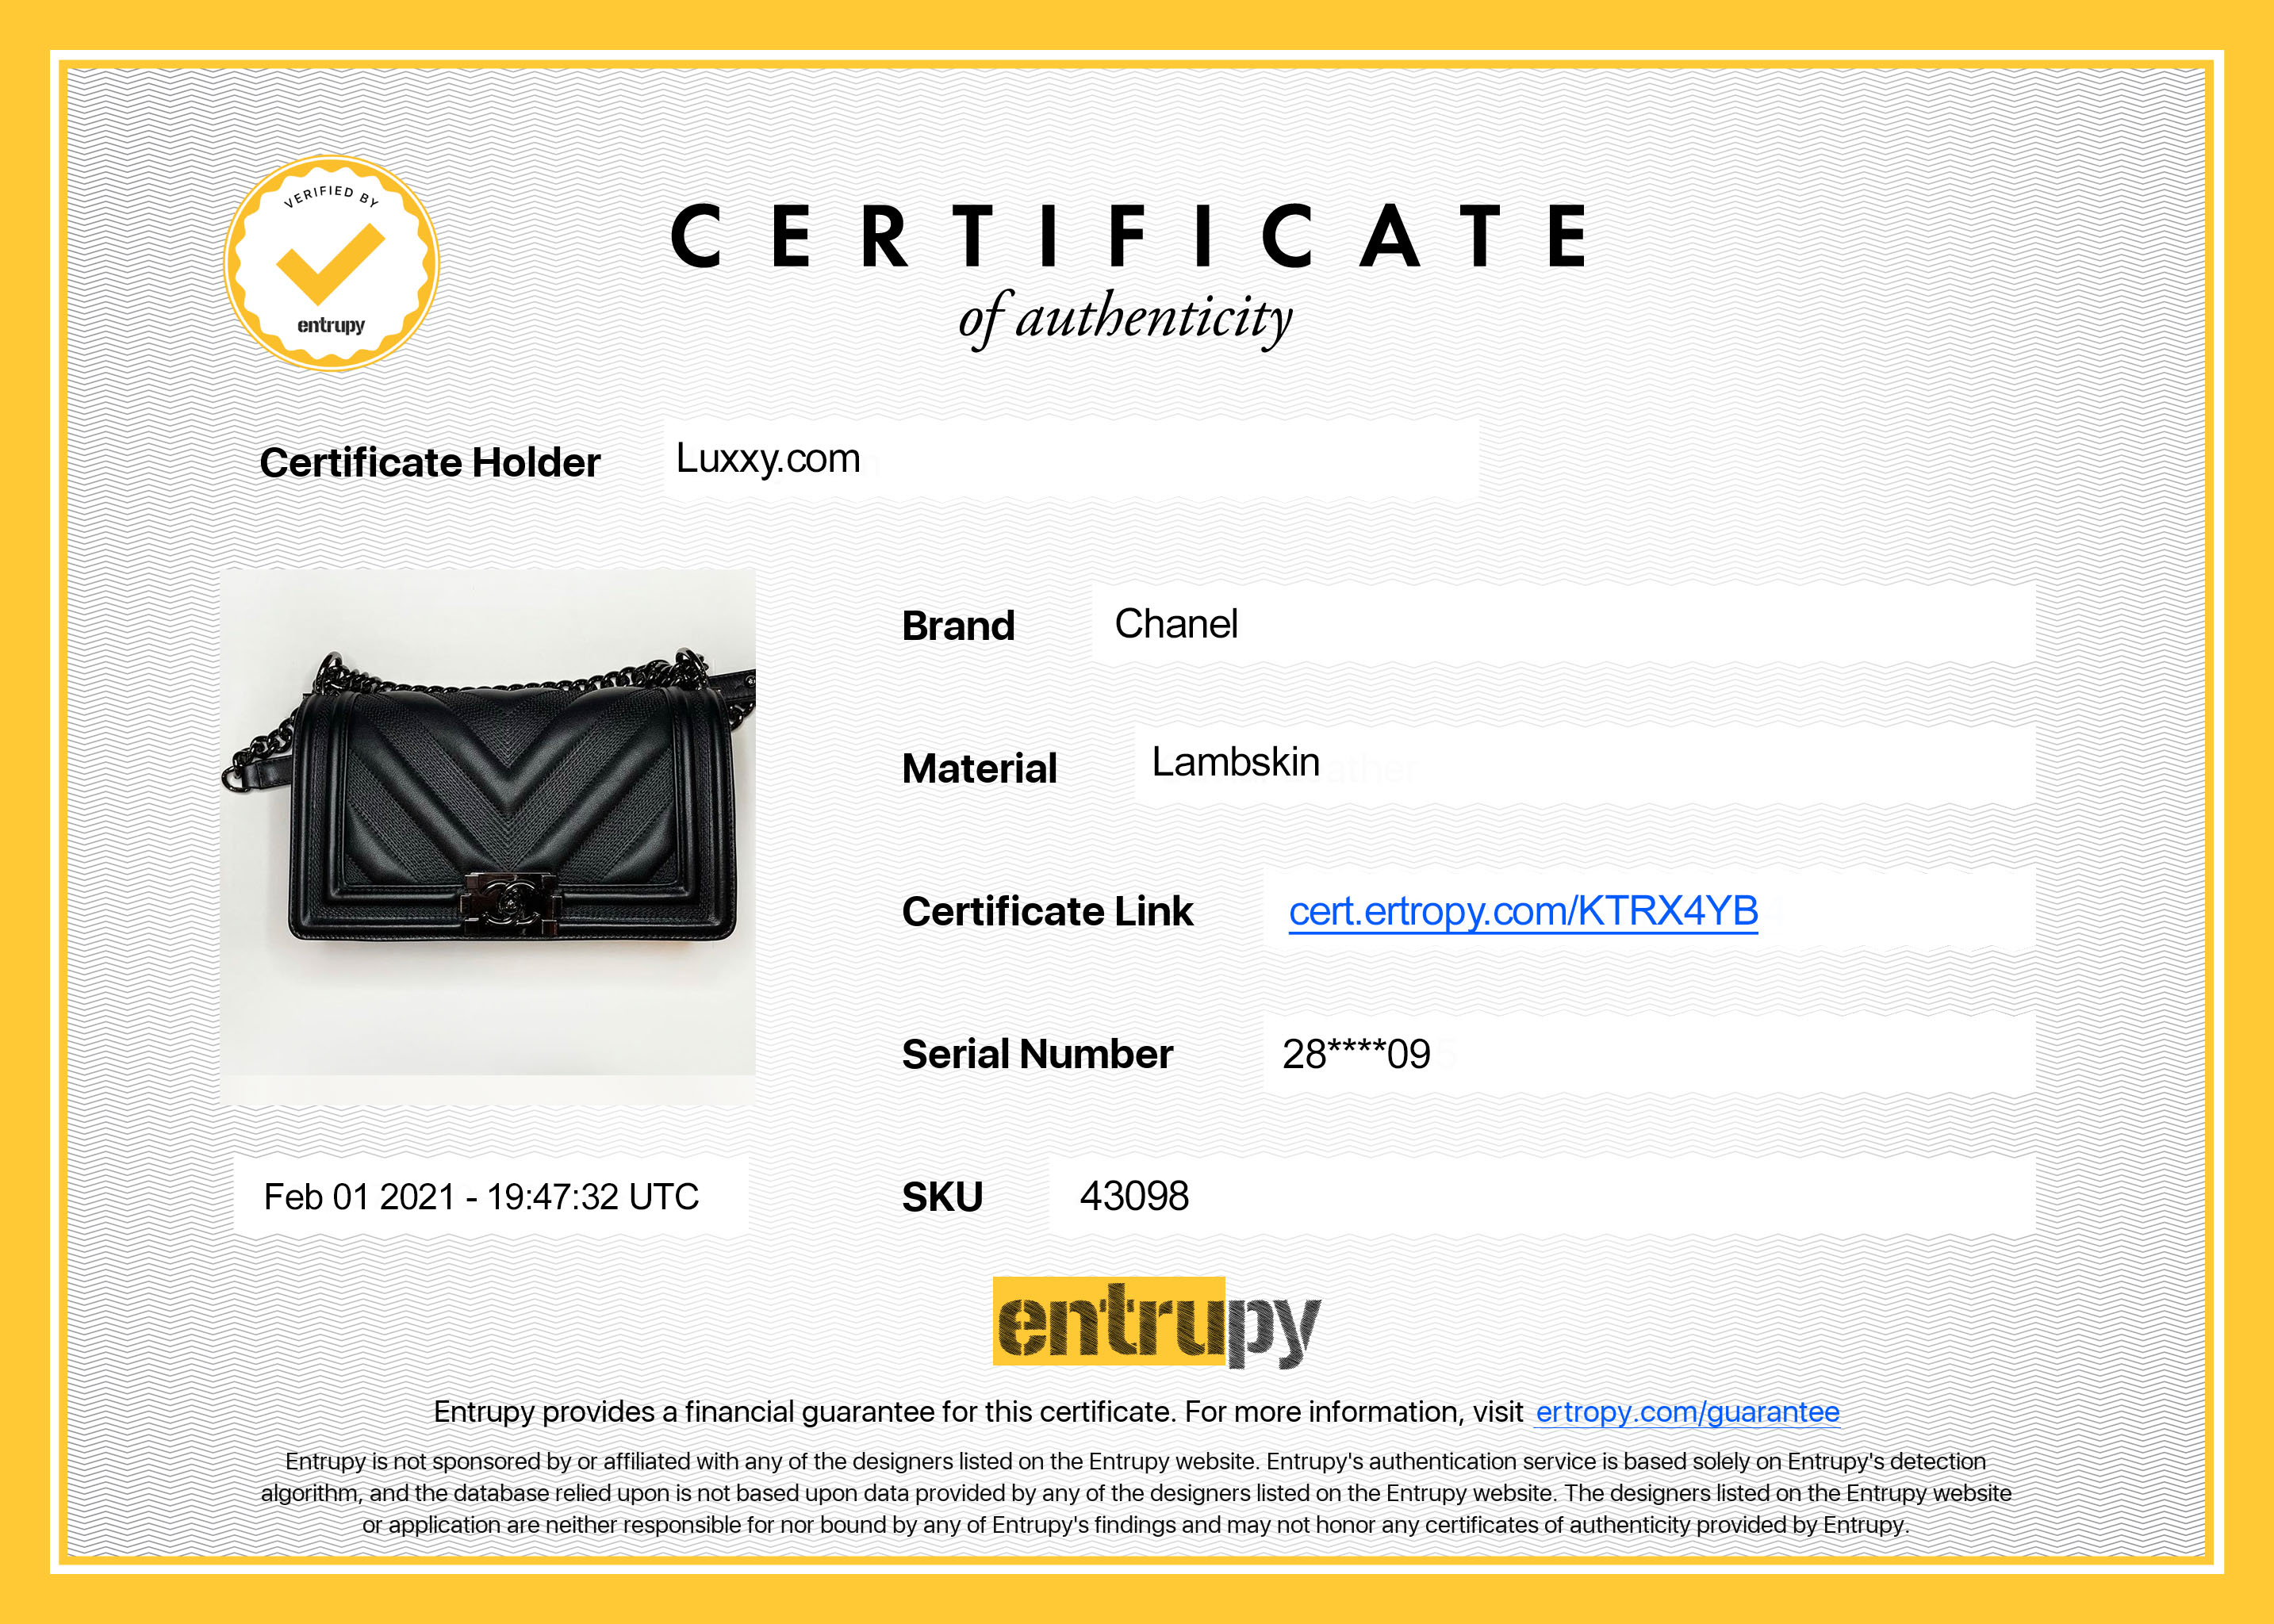 VERIFIED BY
entrupy
CERTIFICATE
of authenticity
Certificate Holder Luxxy.com
Brand Chanel
Material Lambskin
Certificate Link cert.ertropy.com/KTRX4YB
Serial Number 28****09
Feb 01 2021 - 19:47:32 UTC
SKU 43098
entrupy
Entrupy provides a financial guarantee for this certificate. For more information, visit ertropy.com/guarantee
Entrupy is not sponsored by or affiliated with any of the designers listed on the Entrupy website. Entrupy's authentication service is based solely on Entrupy's detection
algorithm, and the database relied upon is not based upon data provided by any of the designers listed on the Entrupy website. The designers listed on the Entrupy website
or application are neither responsible for nor bound by any of Entrupy's findings and may not honor any certificates of authenticity provided by Entrupy.